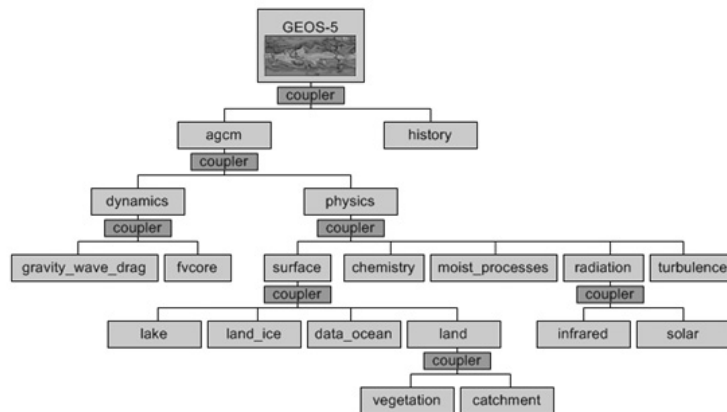 GEOS-5
coupler
agcm history
coupler
dynamics physics
coupler coupler
gravity_wave_drag fvcore surface chemistry moist_processes radiation turbulence
coupler coupler
lake land_ice data_ocean land infrared solar
coupler
vegetation catchment